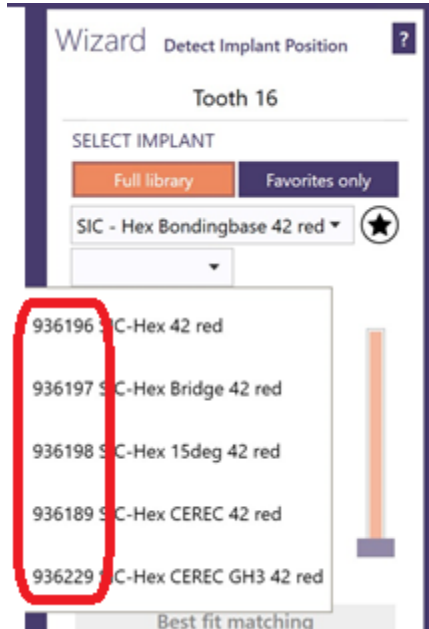 Wizard Detect Implant Position ?
Tooth 16
SELECT IMPLANT
Full library Favorites only
SIC - Hex Bondingbase 42 red
936196 SIC-Hex 42 red
936197 SIC-Hex Bridge 42 red
936198 SIC-Hex 15deg 42 red
936189 SIC-Hex CEREC 42 red
936229 SIC-Hex CEREC GH3 42 red
Best fit matching